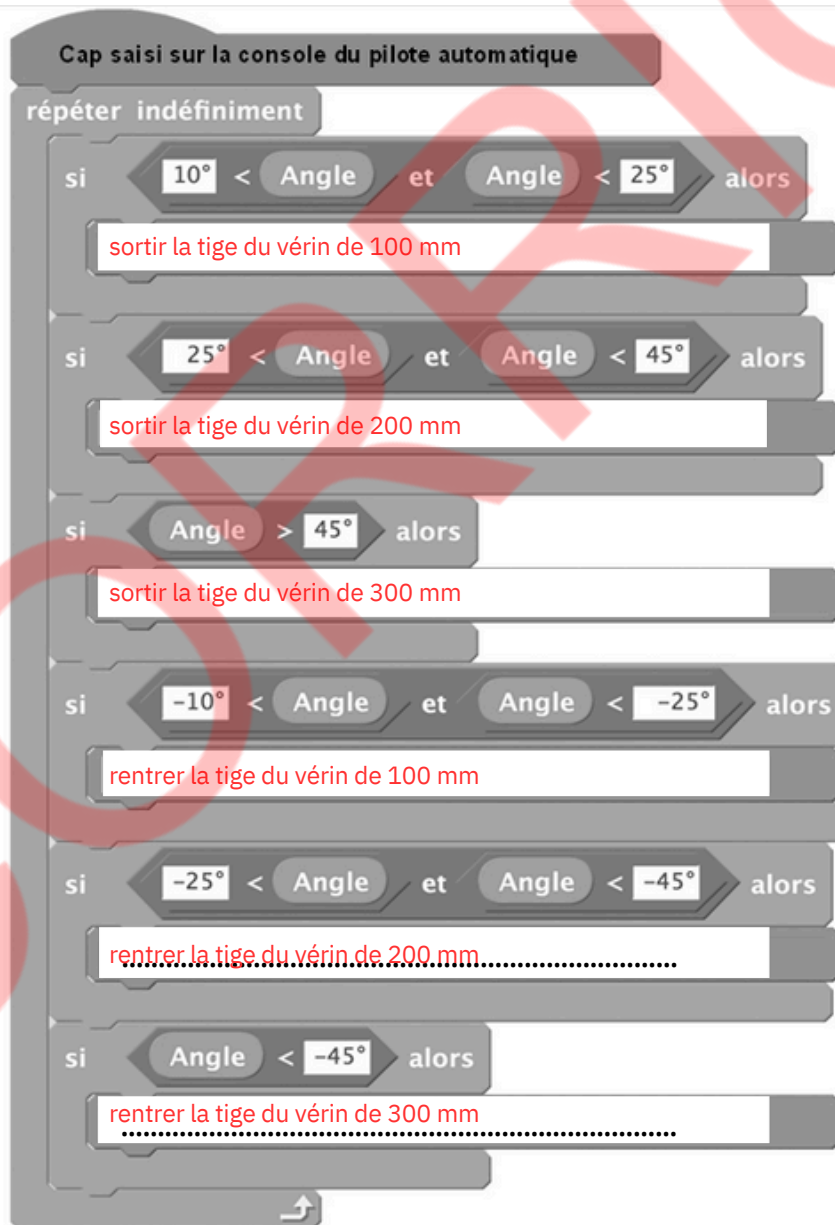 Cap saisi sur la console du pilote automatique
répéter indéfiniment
si 10° < Angle et Angle < 25° alors
sortir la tige du vérin de 100 mm
si 25° < Angle et Angle < 45° alors
sortir la tige du vérin de 200 mm
si Angle > 45° alors
sortir la tige du vérin de 300 mm
si −10° < Angle et Angle < −25° alors
rentrer la tige du vérin de 100 mm
si −25° < Angle et Angle < −45° alors
rentrer la tige du vérin de 200 mm
si Angle < −45° alors
rentrer la tige du vérin de 300 mm